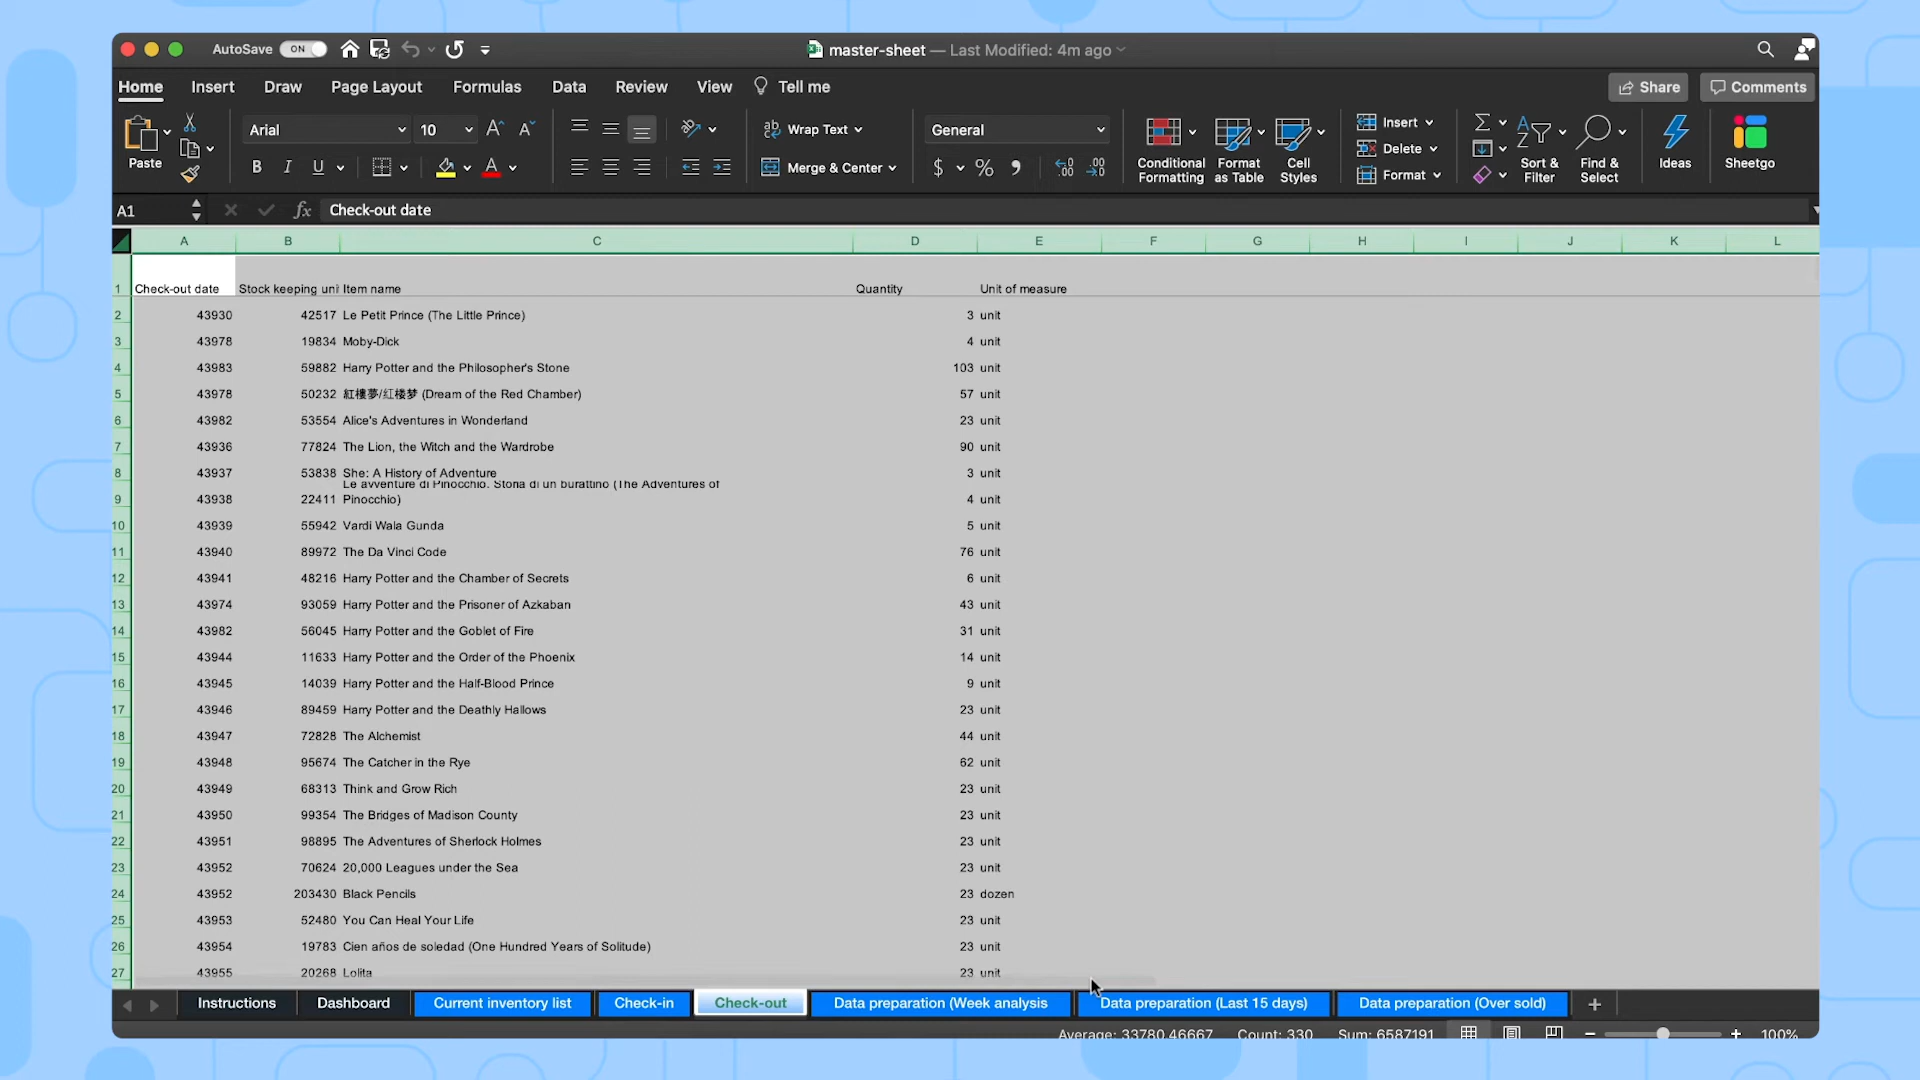 AutoSave ON master-sheet — Last Modified: 4m ago
Home Insert Draw Page Layout Formulas Data Review View Tell me Share Comments
Paste Arial 10 Wrap Text General Insert
B I U Merge & Center $ % Delete
Conditional Formatting Format as Table Cell Styles Format Sort & Filter Find & Select Ideas Sheetgo
A1 fx Check-out date
A B C D E F G H I J K L
1 Check-out date Stock keeping uni Item name Quantity Unit of measure
2 43930 42517 Le Petit Prince (The Little Prince) 3 unit
3 43978 19834 Moby-Dick 4 unit
4 43983 59882 Harry Potter and the Philosopher's Stone 103 unit
5 43978 50232 紅樓夢/红楼梦 (Dream of the Red Chamber) 57 unit
6 43982 53554 Alice's Adventures in Wonderland 23 unit
7 43936 77824 The Lion, the Witch and the Wardrobe 90 unit
8 43937 53838 She: A History of Adventure 3 unit
Le avventure di Pinocchio. Storia di un burattino (The Adventures of
9 43938 22411 Pinocchio) 4 unit
10 43939 55942 Vardi Wala Gunda 5 unit
11 43940 89972 The Da Vinci Code 76 unit
12 43941 48216 Harry Potter and the Chamber of Secrets 6 unit
13 43974 93059 Harry Potter and the Prisoner of Azkaban 43 unit
14 43982 56045 Harry Potter and the Goblet of Fire 31 unit
15 43944 11633 Harry Potter and the Order of the Phoenix 14 unit
16 43945 14039 Harry Potter and the Half-Blood Prince 9 unit
17 43946 89459 Harry Potter and the Deathly Hallows 23 unit
18 43947 72828 The Alchemist 44 unit
19 43948 95674 The Catcher in the Rye 62 unit
20 43949 68313 Think and Grow Rich 23 unit
21 43950 99354 The Bridges of Madison County 23 unit
22 43951 98895 The Adventures of Sherlock Holmes 23 unit
23 43952 70624 20,000 Leagues under the Sea 23 unit
24 43952 203430 Black Pencils 23 dozen
25 43953 52480 You Can Heal Your Life 23 unit
26 43954 19783 Cien años de soledad (One Hundred Years of Solitude) 23 unit
27 43955 20268 Lolita 23 unit
Instructions Dashboard Current inventory list Check-in Check-out Data preparation (Week analysis Data preparation (Last 15 days) Data preparation (Over sold) +
Average: 33780.46667 Count: 330 Sum: 6587191 100%